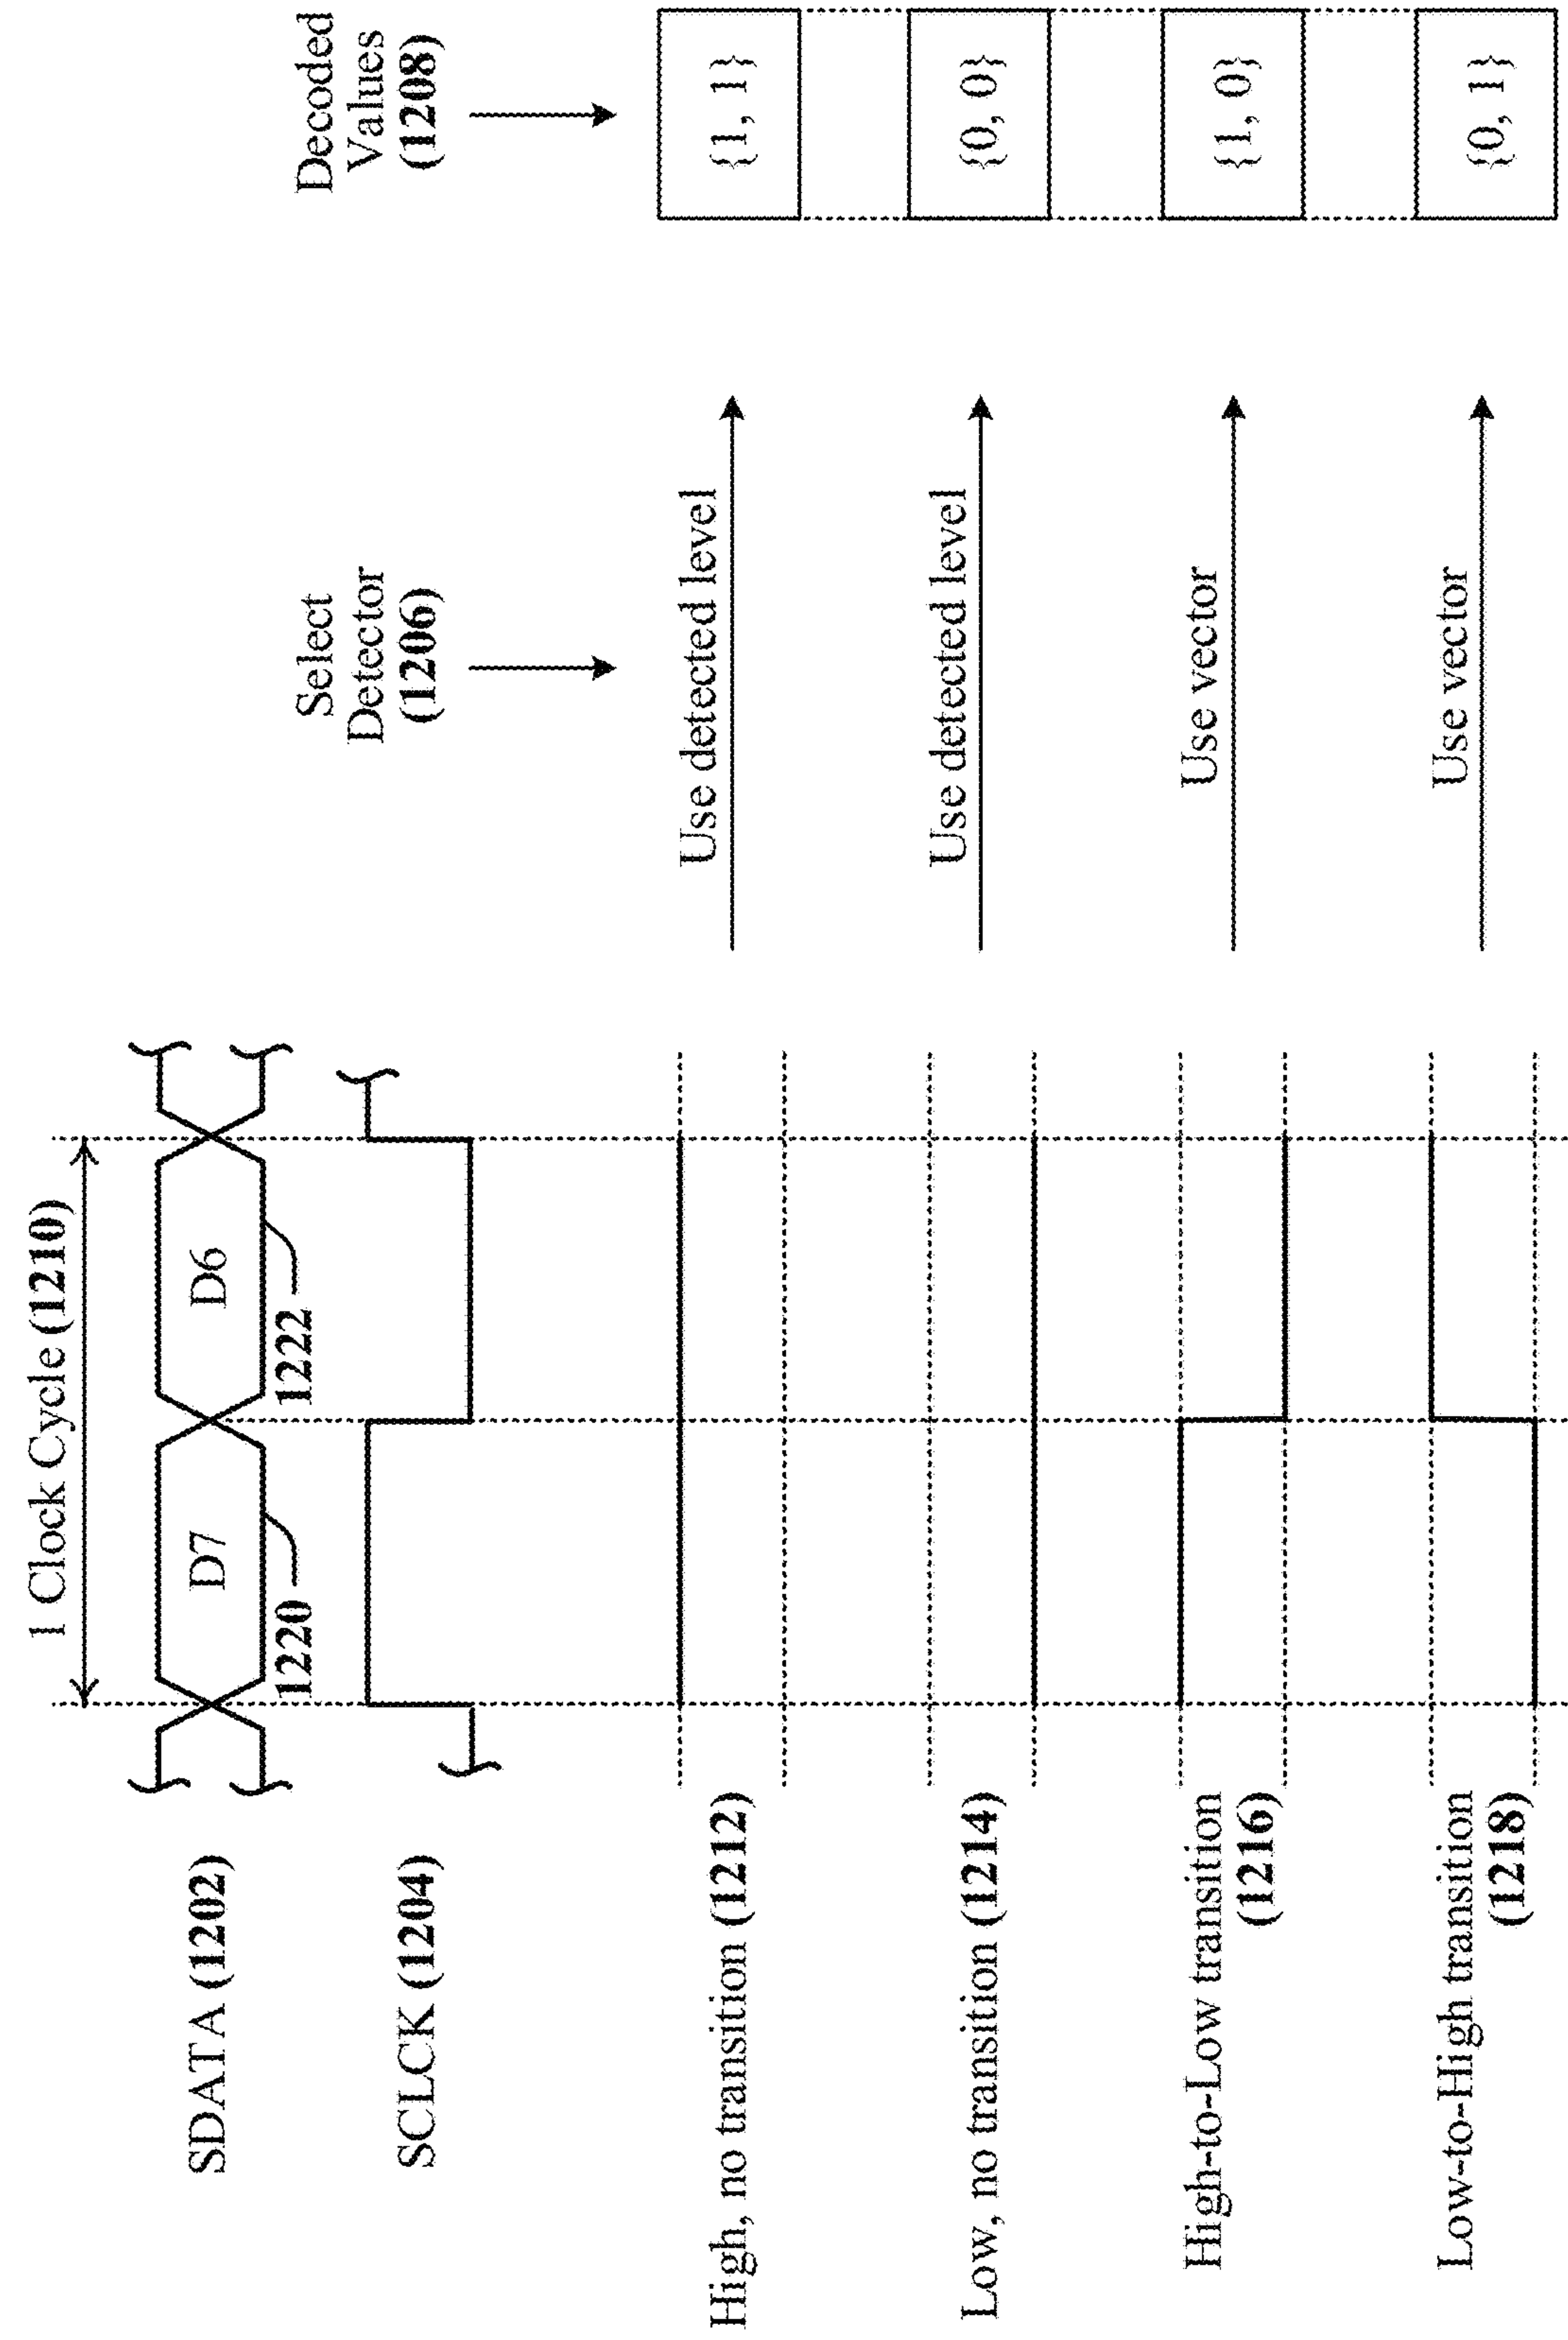 1 Clock Cycle (1210)
SDATA (1202)
D7
D6
1220
1222
SCLCK (1204)
Select
Detector
(1206)
Decoded
Values
(1208)
High, no transition (1212)
Use detected level
{1, 1}
Low, no transition (1214)
Use detected level
{0, 0}
High-to-Low transition
(1216)
Use vector
{1, 0}
Low-to-High transition
(1218)
Use vector
{0, 1}